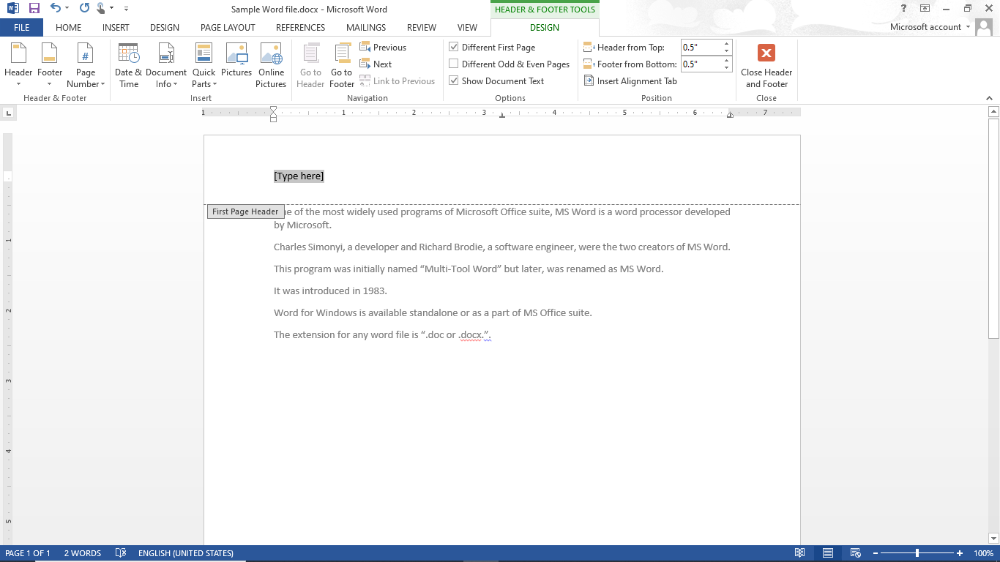 Sample Word file.docx - Microsoft Word
HEADER & FOOTER TOOLS
?
FILE HOME INSERT DESIGN PAGE LAYOUT REFERENCES MAILINGS REVIEW VIEW DESIGN
Microsoft account
Header
Footer
Page
Number
Header & Footer
Date &
Time
Document
Info
Quick
Parts
Pictures
Online
Pictures
Insert
Go to
Header
Go to
Footer
Previous
Next
Link to Previous
Navigation
Different First Page
Different Odd & Even Pages
Show Document Text
Options
Header from Top: 0.5"
Footer from Bottom: 0.5"
Insert Alignment Tab
Position
Close Header
and Footer
Close
L
1 1 2 3 4 5 6 7
[Type here]
First Page Header
ne of the most widely used programs of Microsoft Office suite, MS Word is a word processor developed
by Microsoft.
Charles Simonyi, a developer and Richard Brodie, a software engineer, were the two creators of MS Word.
This program was initially named “Multi-Tool Word” but later, was renamed as MS Word.
It was introduced in 1983.
Word for Windows is available standalone or as a part of MS Office suite.
The extension for any word file is “.doc or .docx.”.
1
2
3
4
5
PAGE 1 OF 1 2 WORDS ENGLISH (UNITED STATES) 100%